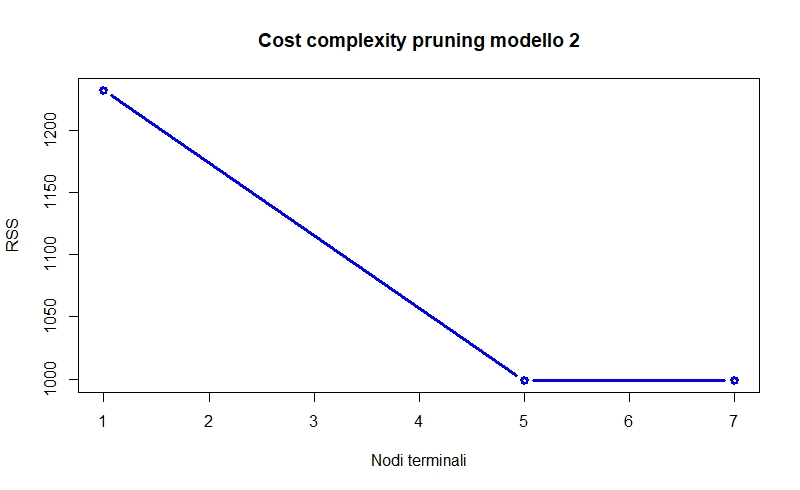 Cost complexity pruning modello 2
RSS
1200
1150
1100
1050
1000
1 2 3 4 5 6 7
Nodi terminali